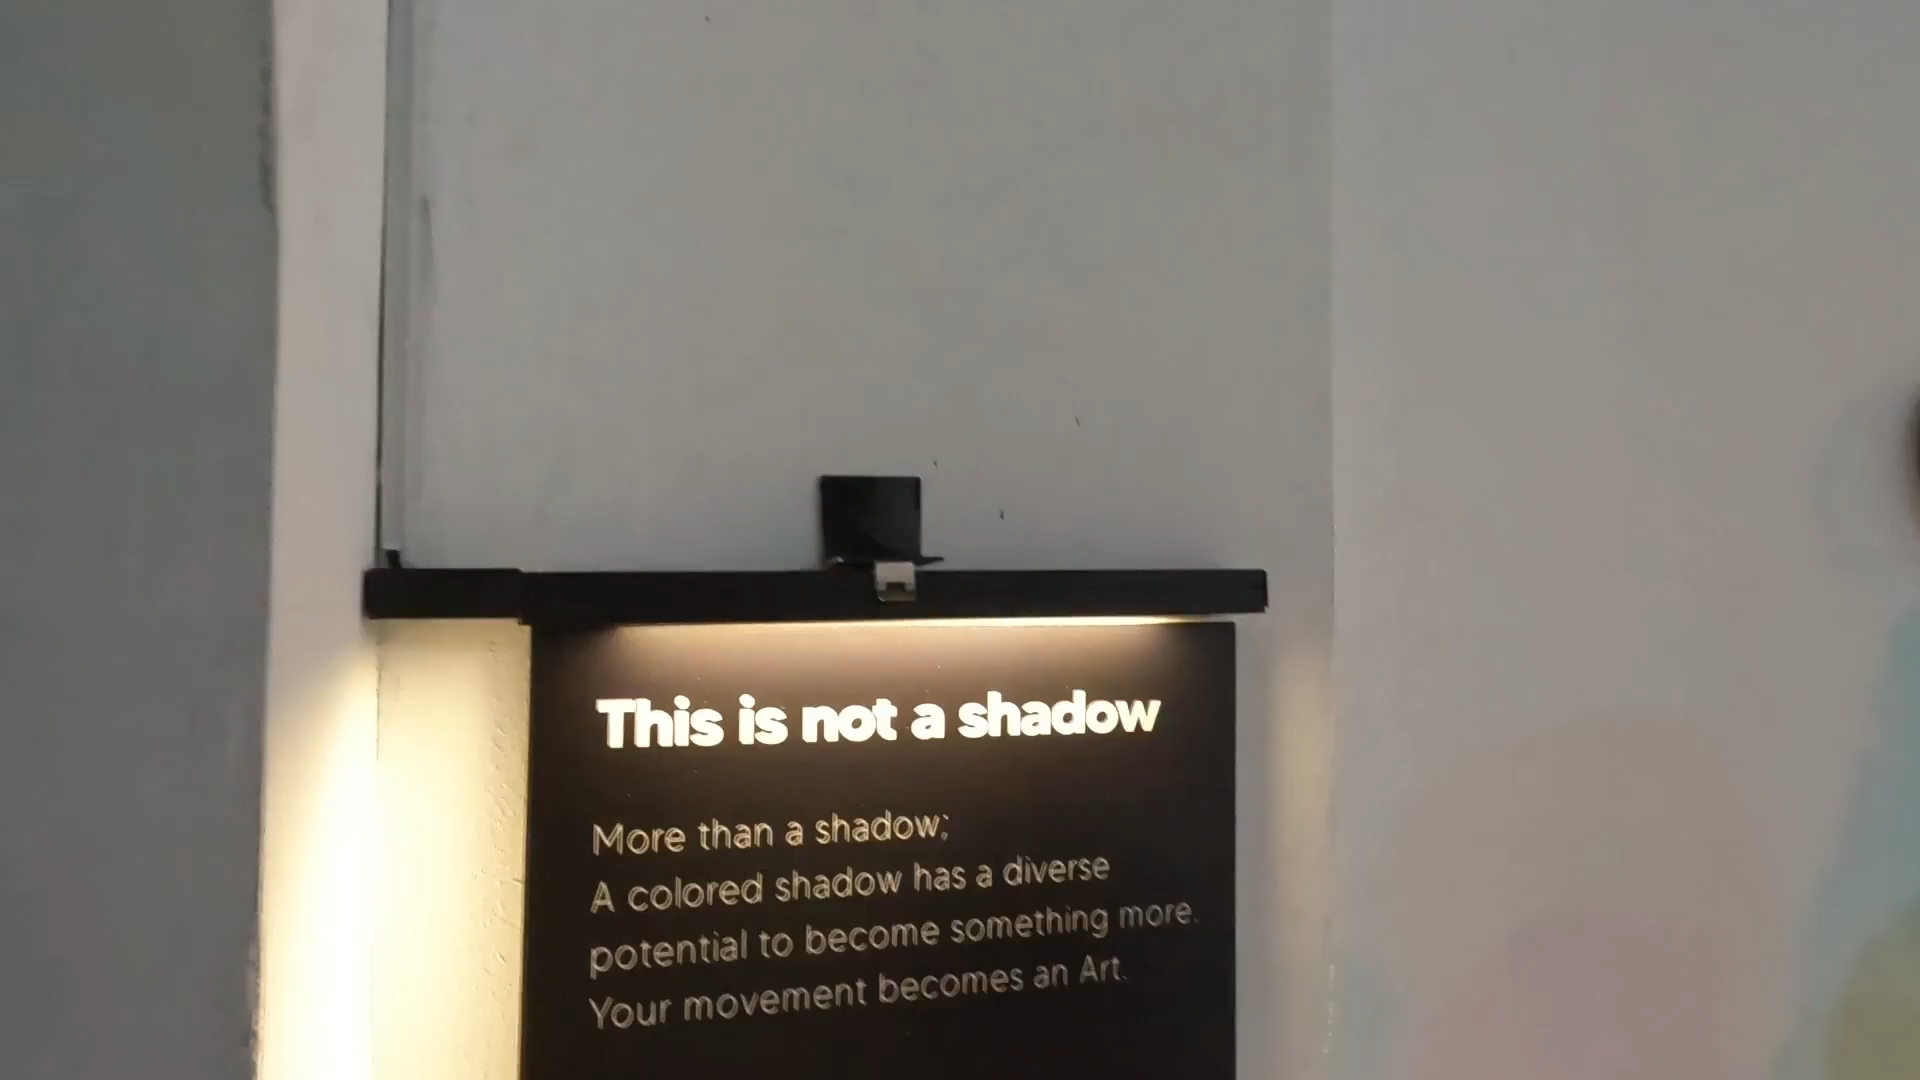 This is not a shadow
More than a shadow;
A colored shadow has a diverse
potential to become something more.
Your movement becomes an Art.